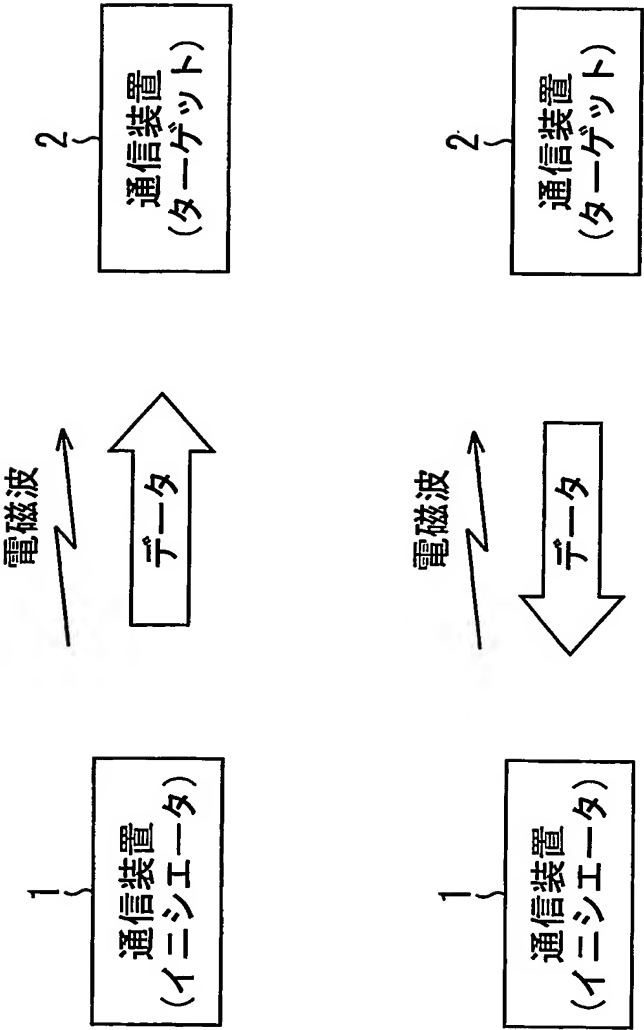 1
通信装置
(イニシエータ)
電磁波
データ
2
通信装置
(ターゲット)
1
通信装置
(イニシエータ)
電磁波
データ
2
通信装置
(ターゲット)